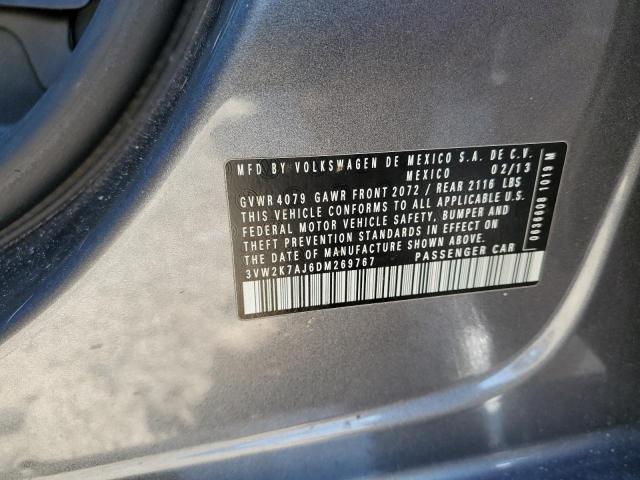 MFD BY VOLKSWAGEN DE MEXICO S.A. DE C.V.
MEXICO 02/13
GVWR 4079 GAWR FRONT 2072 / REAR 2116 LBS
THIS VEHICLE CONFORMS TO ALL APPLICABLE U.S.
FEDERAL MOTOR VEHICLE SAFETY, BUMPER AND
THEFT PREVENTION STANDARDS IN EFFECT ON
THE DATE OF MANUFACTURE SHOWN ABOVE.
3VW2K7AJ6DM269767 PASSENGER CAR